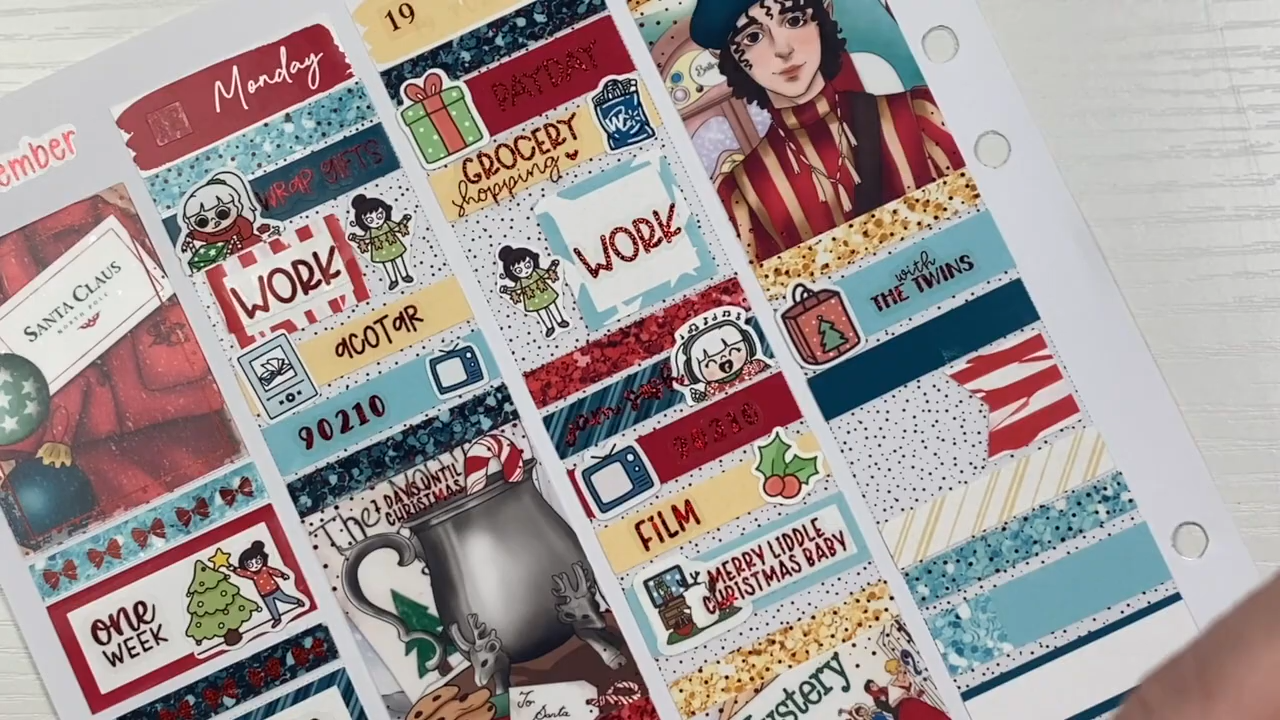 ember
SANTA CLAUS
one
WEEK
Monday
WRAP GIFTS
WORK
ACOTAR
90210
The
DAYS UNTIL
CHRISTMAS
To
Santa
19
PAYDAY
GROCERY
shopping
WORK
90210
FILM
MERRY LIDDLE
CHRISTMAS BABY
Mystery
with
THE TWINS